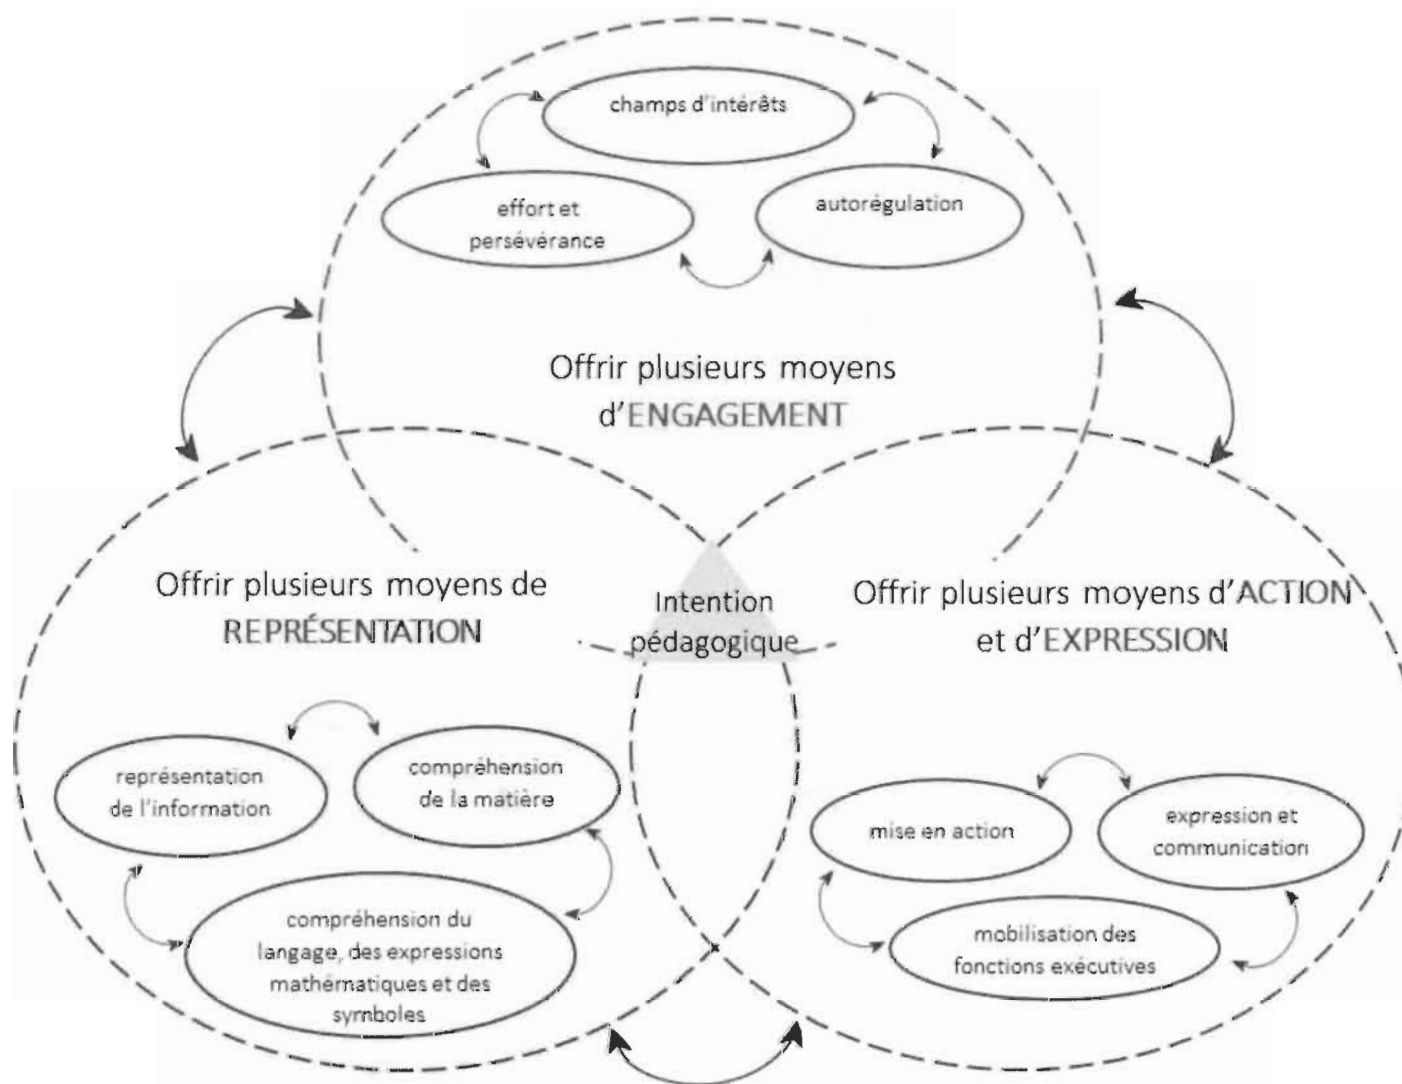 champs d'intérêts
effort et
persévérance
autorégulation
Offrir plusieurs moyens
d'ENGAGEMENT
Offrir plusieurs moyens de
REPRÉSENTATION
Intention
pédagogique
Offrir plusieurs moyens d'ACTION
et d'EXPRESSION
représentation
de l'information
compréhension
de la matière
compréhension du
langage, des expressions
mathématiques et des
symboles
mise en action
expression et
communication
mobilisation des
fonctions exécutives